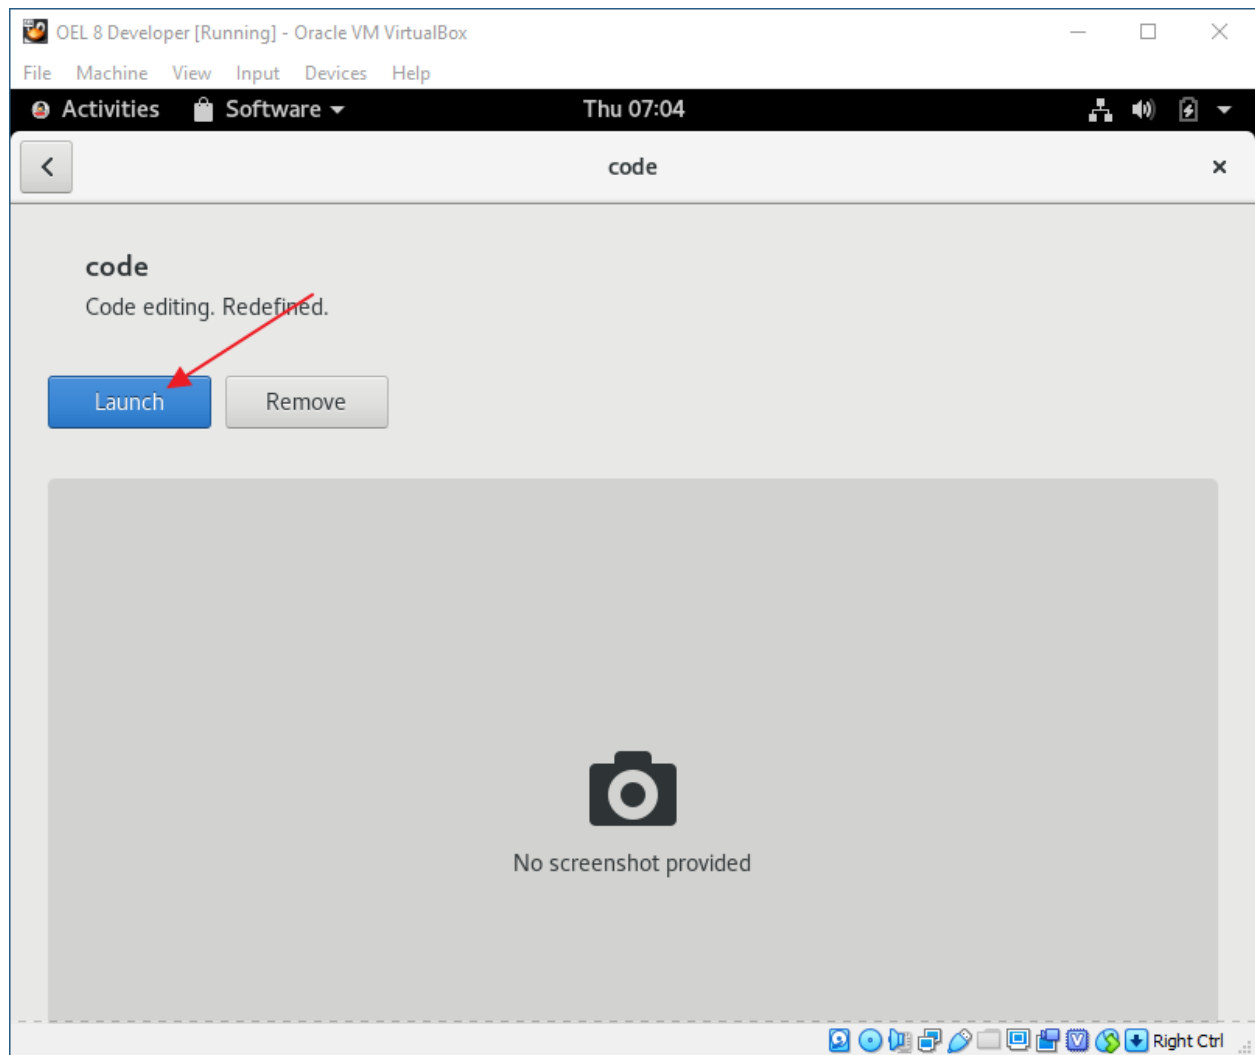 OEL 8 Developer [Running] - Oracle VM VirtualBox
File Machine View Input Devices Help
Activities Software Thu 07:04
code
code
Code editing. Redefined.
Launch Remove
No screenshot provided
Right Ctrl